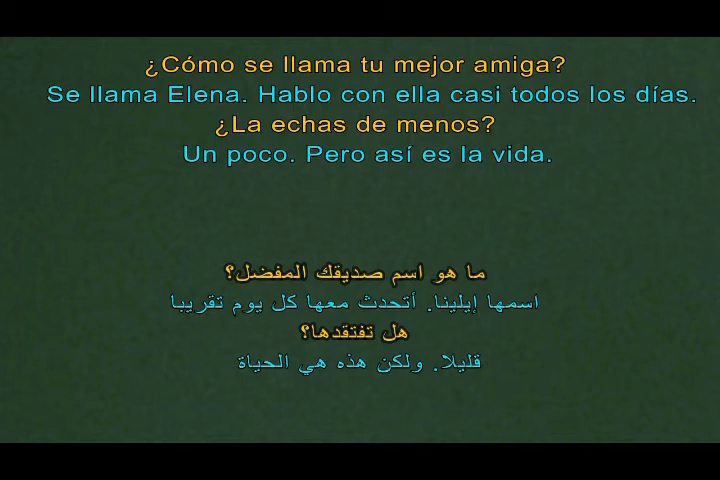 ¿Cómo se llama tu mejor amiga?
Se llama Elena. Hablo con ella casi todos los días.
¿La echas de menos?
Un poco. Pero así es la vida.
ما هو اسم صديقك المفضل؟
اسمها إيلينا. أتحدث معها كل يوم تقريبا
هل تفتقدها؟
قليلا. ولكن هذه هي الحياة